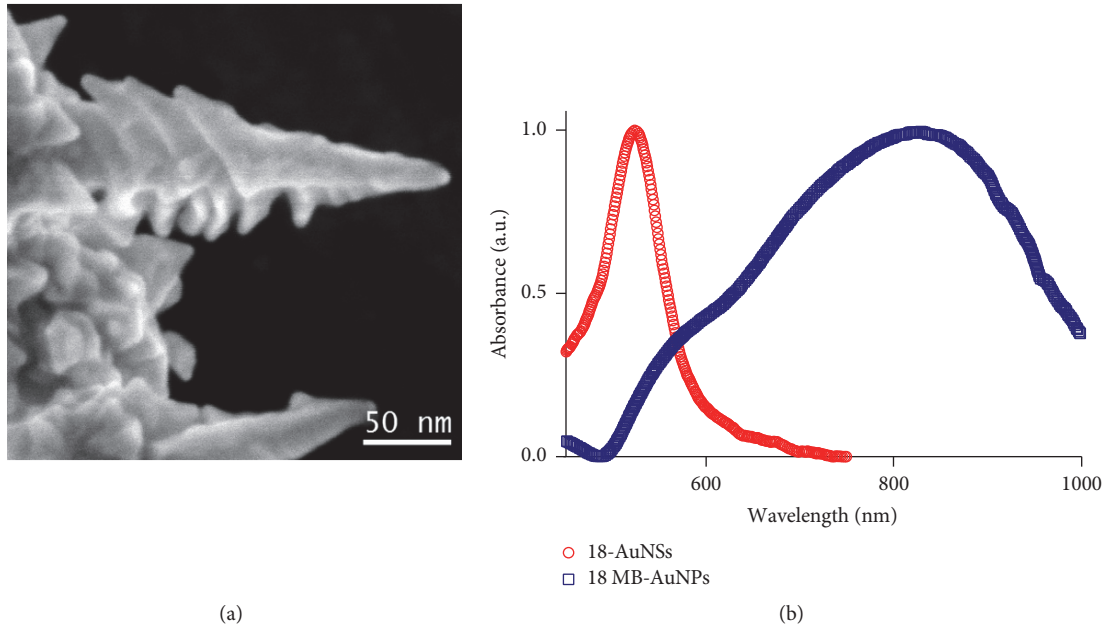 50 nm
1.0
0.5
0.0
Absorbance (a.u.)
600
800
1000
Wavelength (nm)
18-AuNSs
18 MB-AuNPs
(a)
(b)